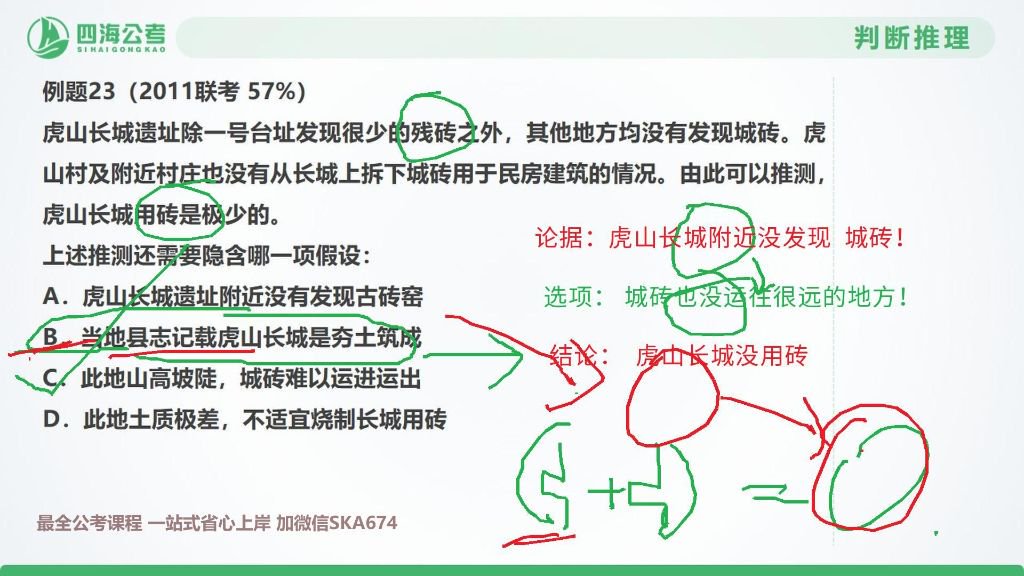 四海公考
SIHAIGONGKAO
判断推理
例题23（2011联考 57%）
虎山长城遗址除一号台址发现很少的残砖之外，其他地方均没有发现城砖。虎
山村及附近村庄也没有从长城上拆下城砖用于民房建筑的情况。由此可以推测，
虎山长城用砖是极少的。
上述推测还需要隐含哪一项假设：
A．虎山长城遗址附近没有发现古砖窑
B．当地县志记载虎山长城是夯土筑成
C．此地山高坡陡，城砖难以运进运出
D．此地土质极差，不适宜烧制长城用砖
论据：虎山长城附近没发现 城砖！
选项： 城砖也没运往很远的地方！
结论： 虎山长城没用砖
最全公考课程 一站式省心上岸 加微信SKA674